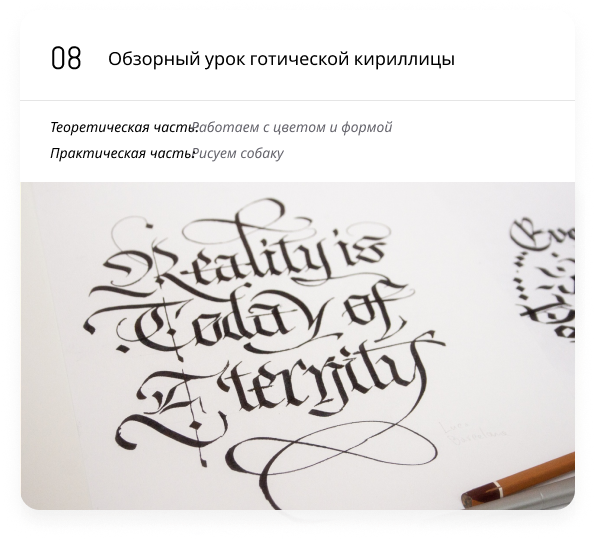 08 Обзорный урок готической кириллицы
Теоретическая часть: Работаем с цветом и формой
Практическая часть: Рисуем собаку
Reality is
Today of
Eternity